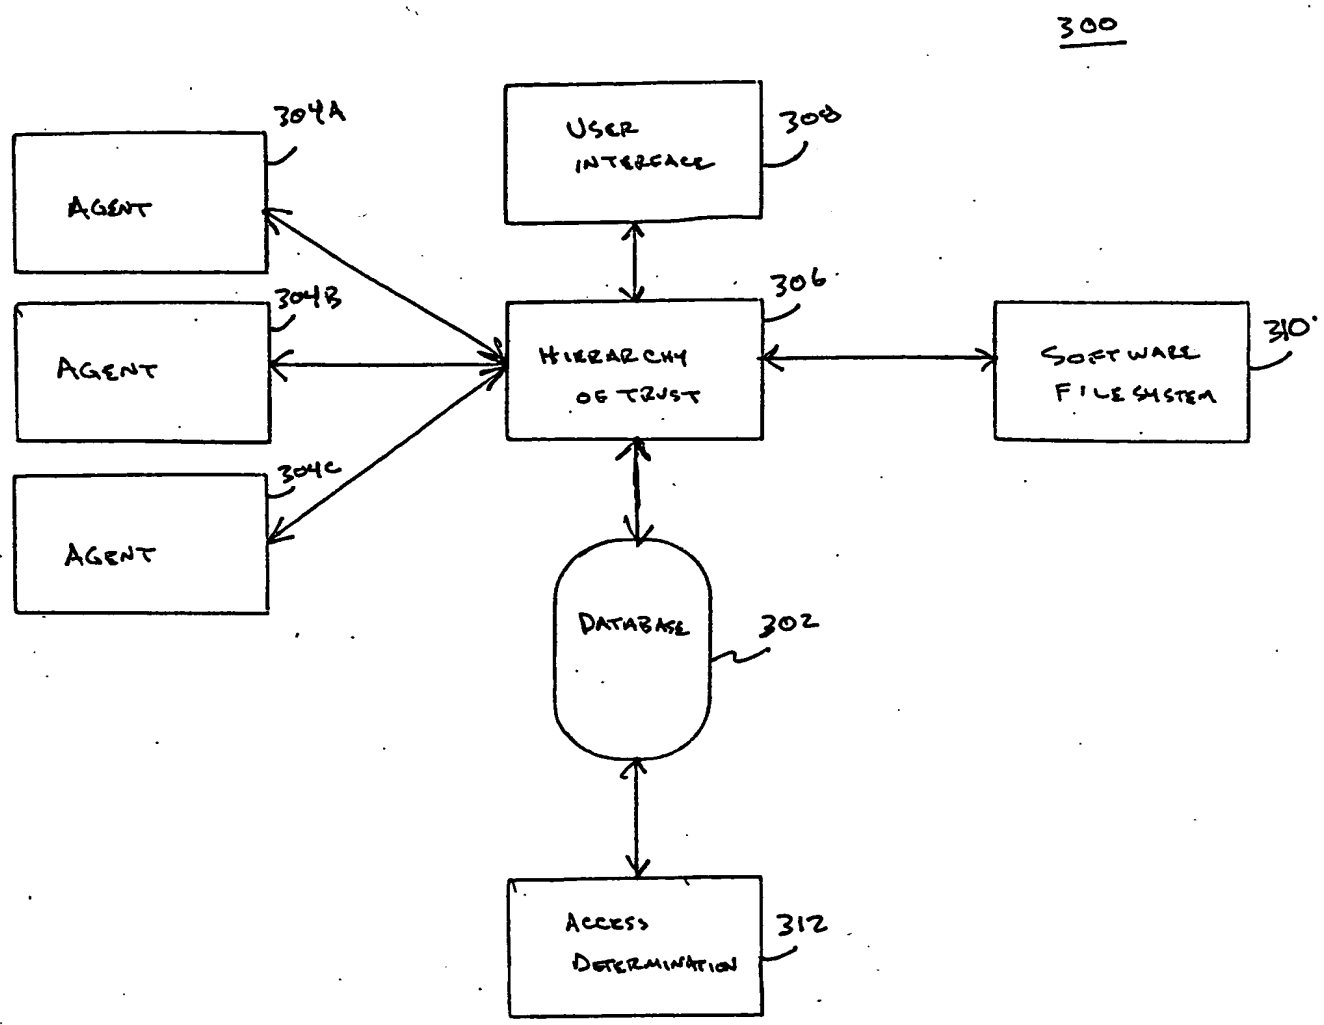 300
304A
AGENT
USER
INTERFACE
308
304B
AGENT
306
HIERARCHY
OF TRUST
SOFTWARE
FILESYSTEM
310
304C
AGENT
DATABASE
302
ACCESS
DETERMINATION
312